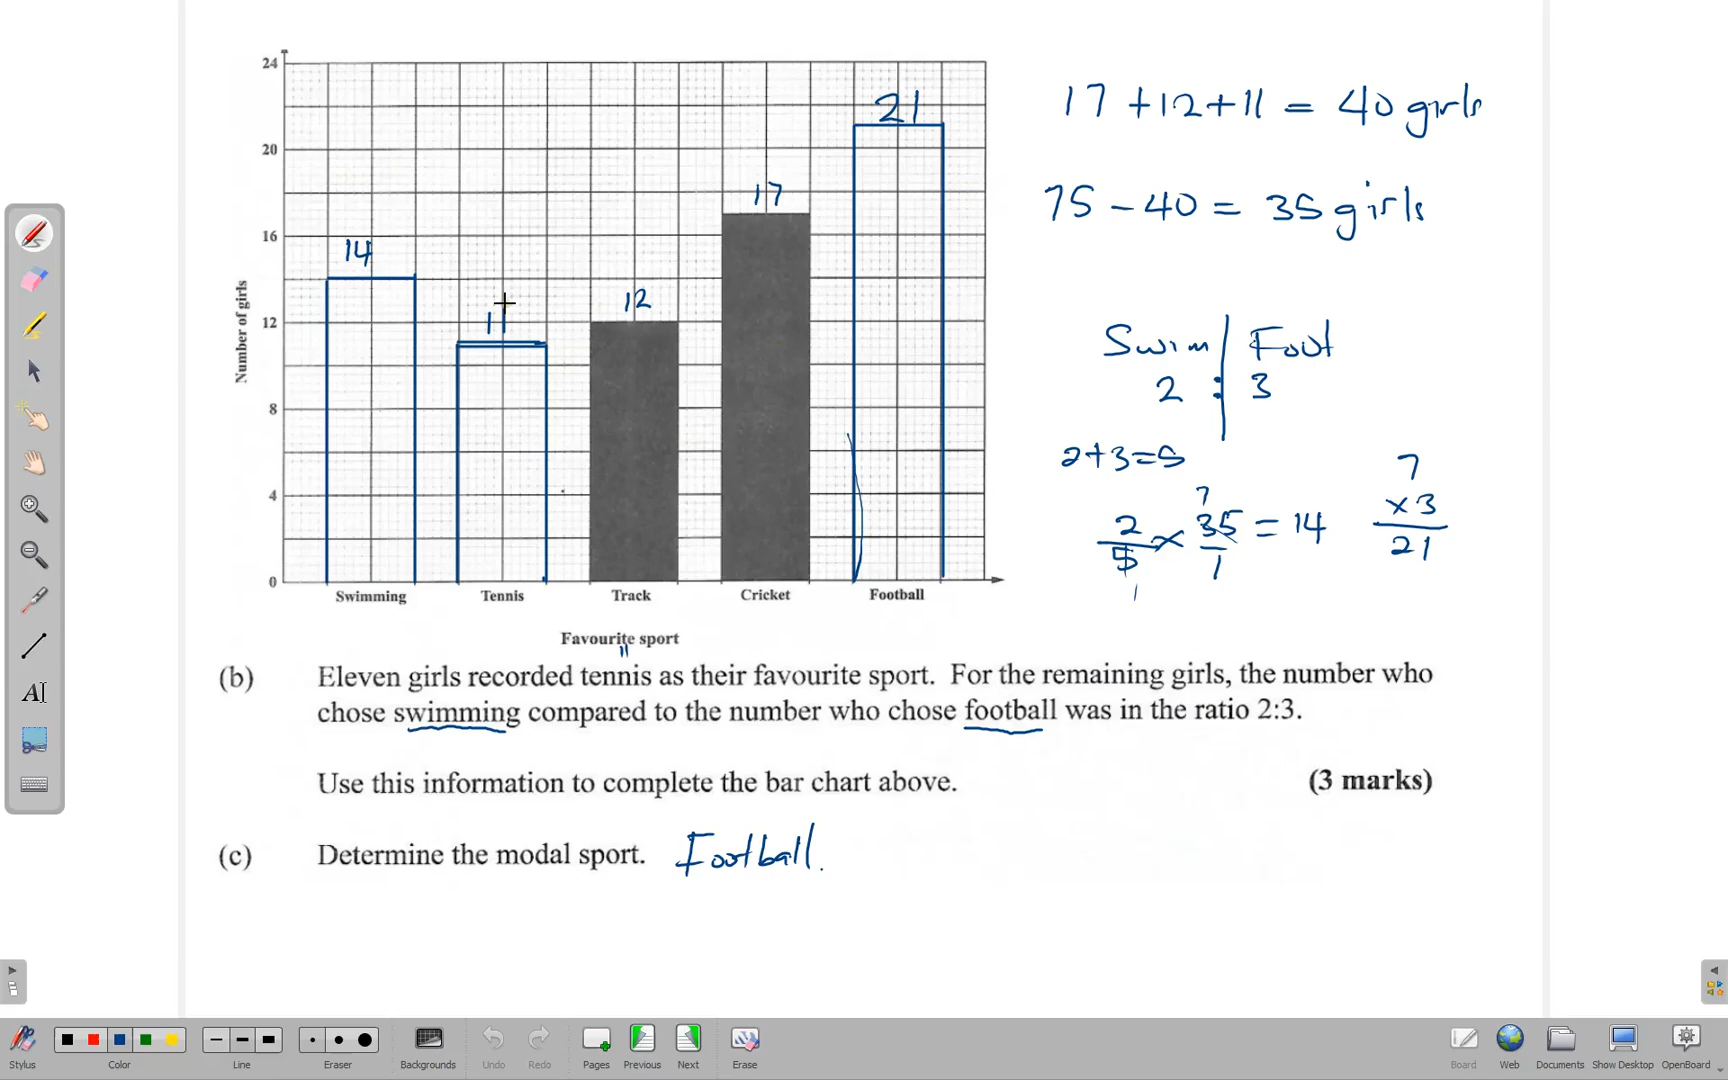 24
20
16
12
8
4
0
Number of girls
14
11
12
17
21
Swimming Tennis Track Cricket Football
Favourite sport
11
17 + 12 + 11 = 40 girls
75 - 40 = 35 girls
Swim Foot
2 : 3
2+3=5
7
2/5 × 35/1 = 14
1
7
×3
21
(b) Eleven girls recorded tennis as their favourite sport. For the remaining girls, the number who
chose swimming compared to the number who chose football was in the ratio 2:3.
Use this information to complete the bar chart above. (3 marks)
(c) Determine the modal sport. Football.
AI
Stylus Color Line Eraser Backgrounds Undo Redo Pages Previous Next Erase Board Web Documents Show Desktop OpenBoard